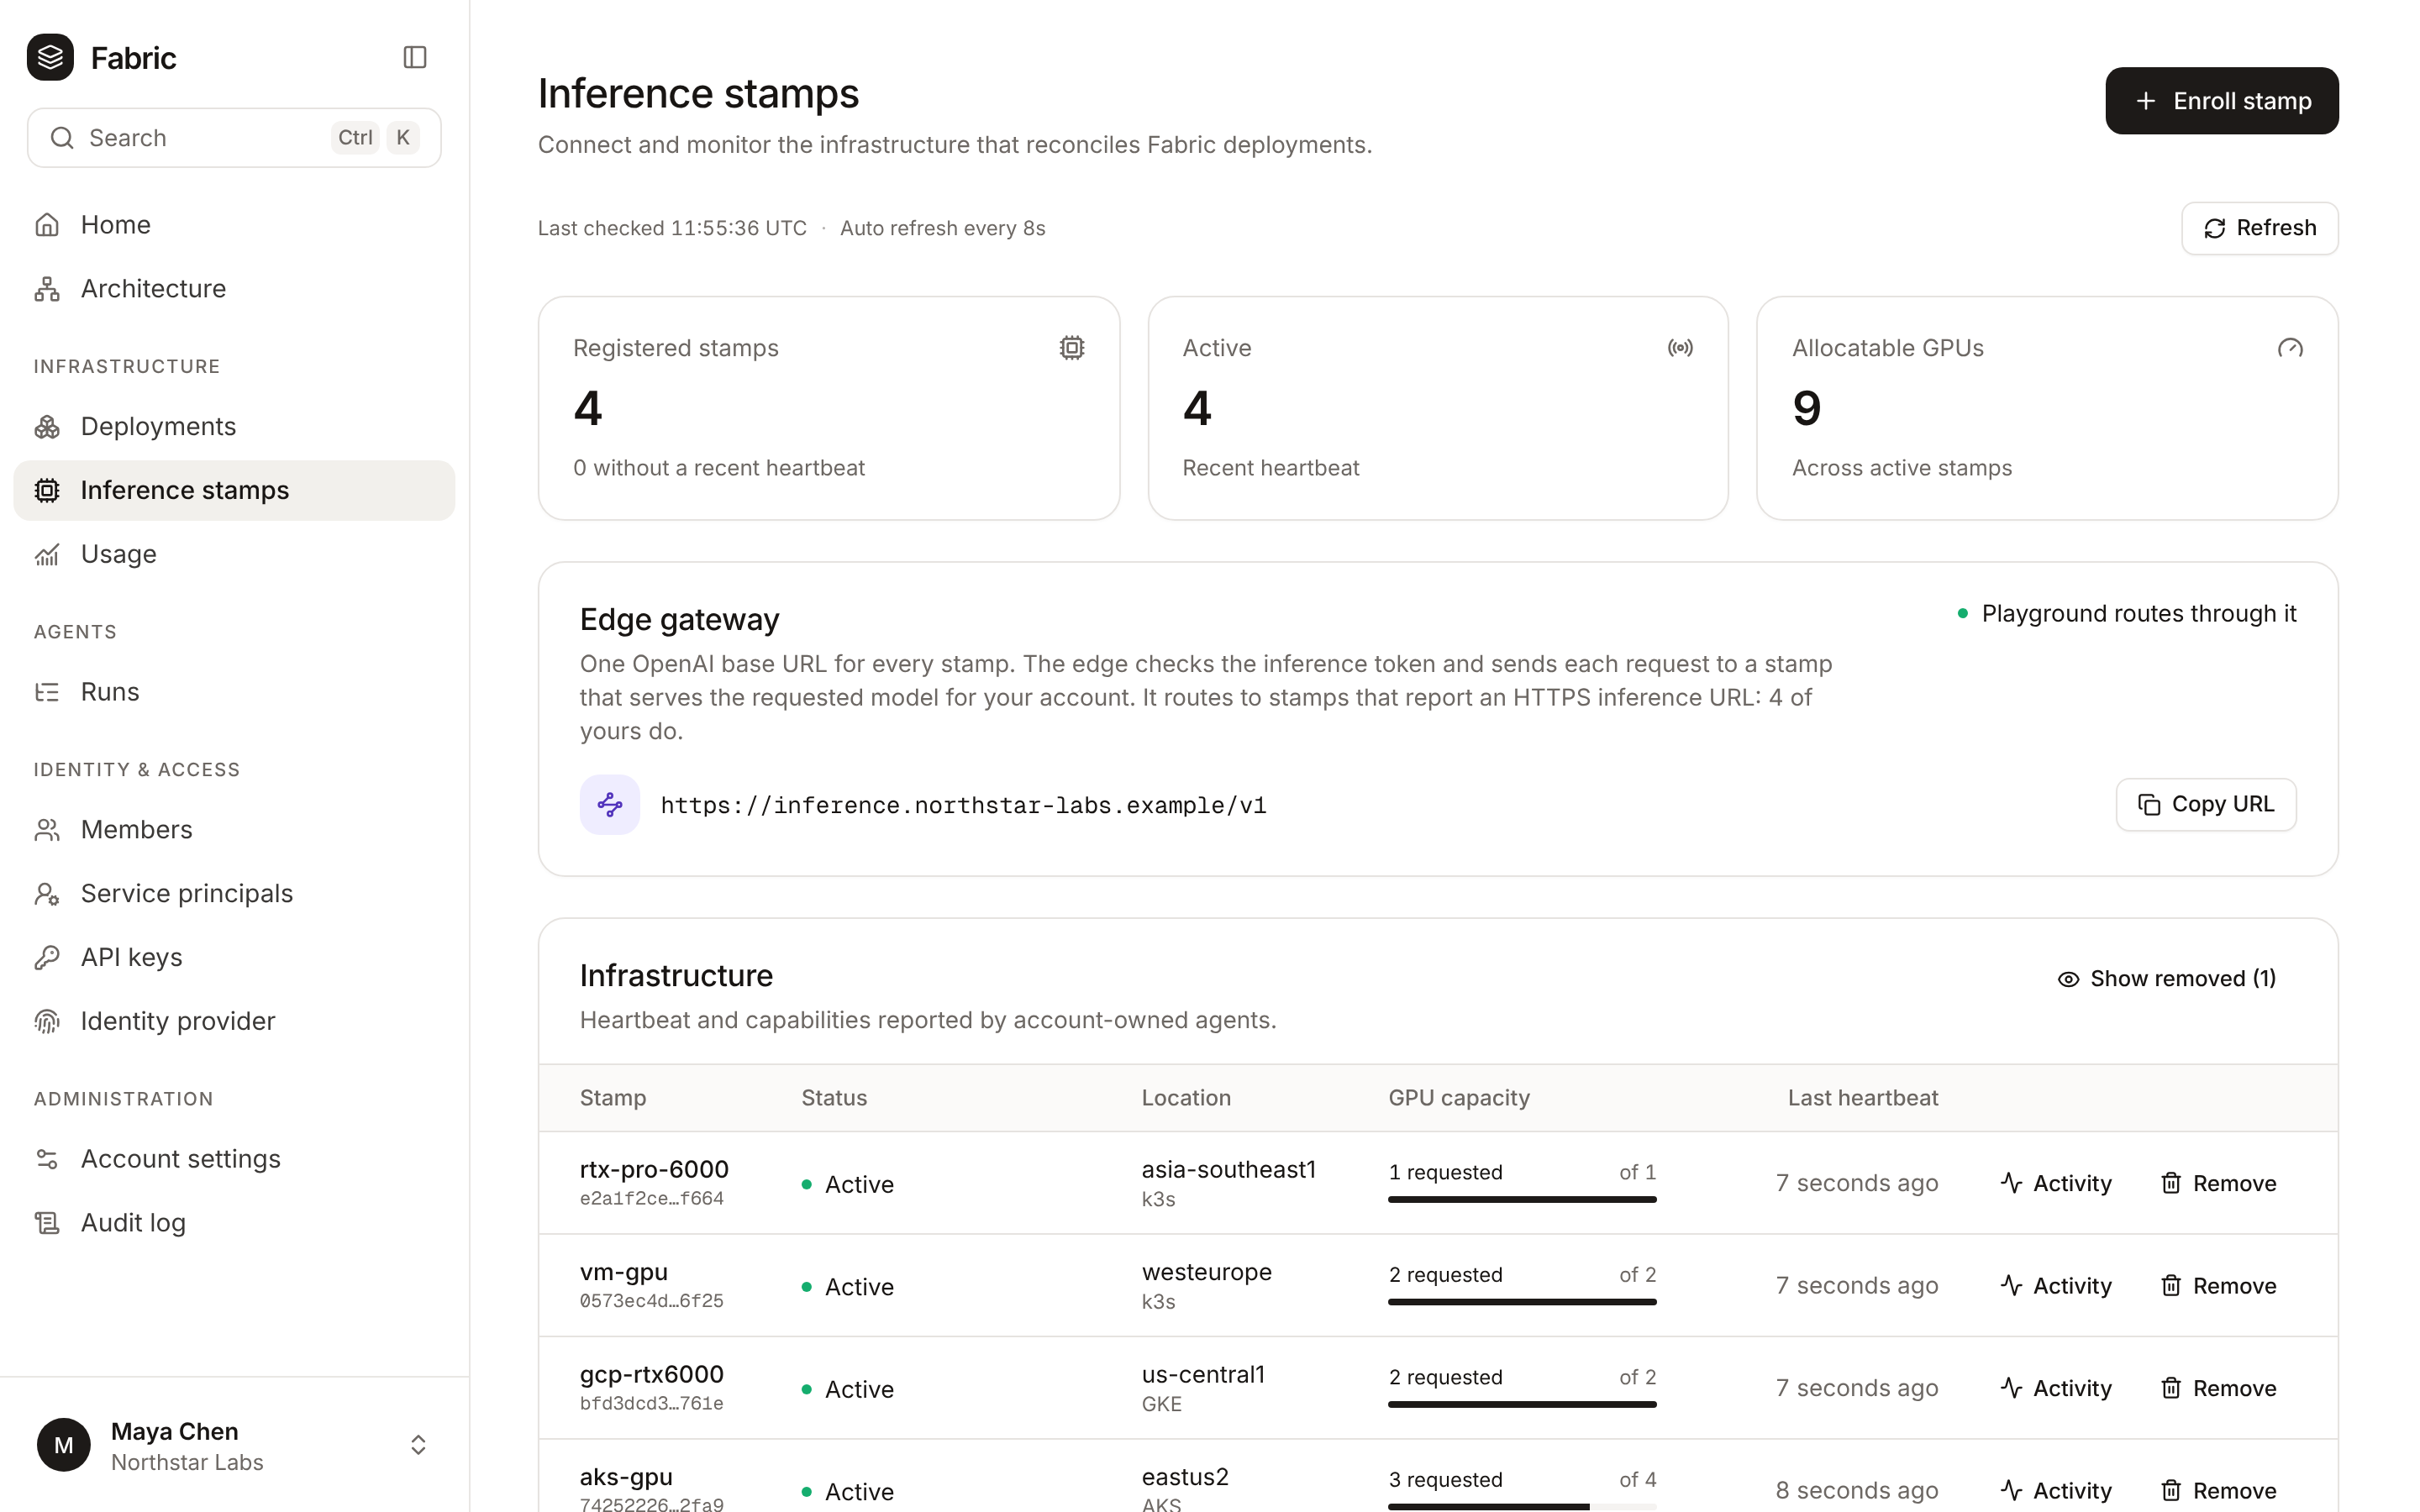 Fabric
Search Ctrl K
Home
Architecture
INFRASTRUCTURE
Deployments
Inference stamps
Usage
AGENTS
Runs
IDENTITY & ACCESS
Members
Service principals
API keys
Identity provider
ADMINISTRATION
Account settings
Audit log
M
Maya Chen
Northstar Labs
Inference stamps
Connect and monitor the infrastructure that reconciles Fabric deployments.
Enroll stamp
Last checked 11:55:36 UTC · Auto refresh every 8s
Refresh
Registered stamps
4
0 without a recent heartbeat
Active
4
Recent heartbeat
Allocatable GPUs
9
Across active stamps
Edge gateway
Playground routes through it
One OpenAI base URL for every stamp. The edge checks the inference token and sends each request to a stamp
that serves the requested model for your account. It routes to stamps that report an HTTPS inference URL: 4 of
yours do.
https://inference.northstar-labs.example/v1
Copy URL
Infrastructure
Show removed (1)
Heartbeat and capabilities reported by account-owned agents.
Stamp Status Location GPU capacity Last heartbeat
rtx-pro-6000 Active asia-southeast1 1 requested of 1 7 seconds ago Activity Remove
e2a1f2ce…f664 k3s
vm-gpu Active westeurope 2 requested of 2 7 seconds ago Activity Remove
0573ec4d…6f25 k3s
gcp-rtx6000 Active us-central1 2 requested of 2 7 seconds ago Activity Remove
bfd3dcd3…761e GKE
aks-gpu Active eastus2 3 requested of 4 8 seconds ago Activity Remove
74252226…2fa9 AKS